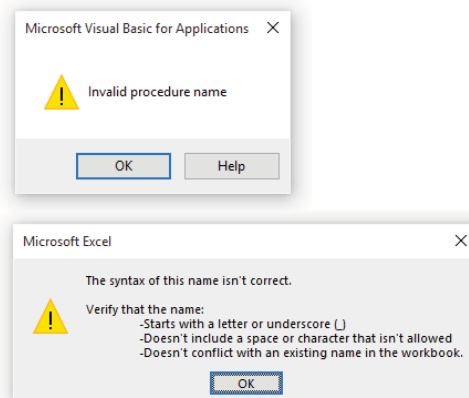 Microsoft Visual Basic for Applications
Invalid procedure name
OK Help
Microsoft Excel
The syntax of this name isn't correct.
Verify that the name:
-Starts with a letter or underscore (_)
-Doesn't include a space or character that isn't allowed
-Doesn't conflict with an existing name in the workbook.
OK